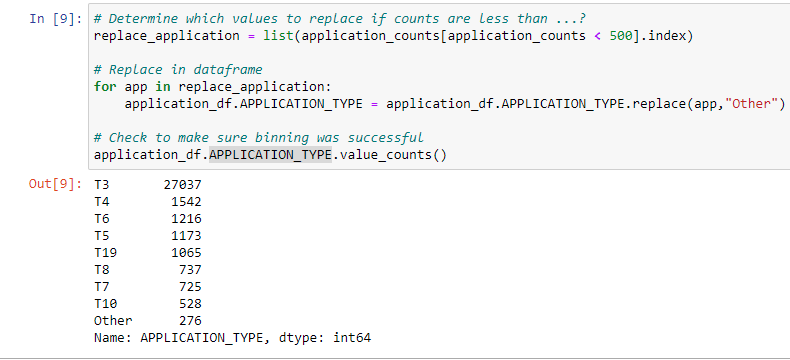 In [9]: # Determine which values to replace if counts are less than ...?
replace_application = list(application_counts[application_counts < 500].index)
# Replace in dataframe
for app in replace_application:
    application_df.APPLICATION_TYPE = application_df.APPLICATION_TYPE.replace(app,"Other")
# Check to make sure binning was successful
application_df.APPLICATION_TYPE.value_counts()
Out[9]: T3 27037
T4 1542
T6 1216
T5 1173
T19 1065
T8 737
T7 725
T10 528
Other 276
Name: APPLICATION_TYPE, dtype: int64